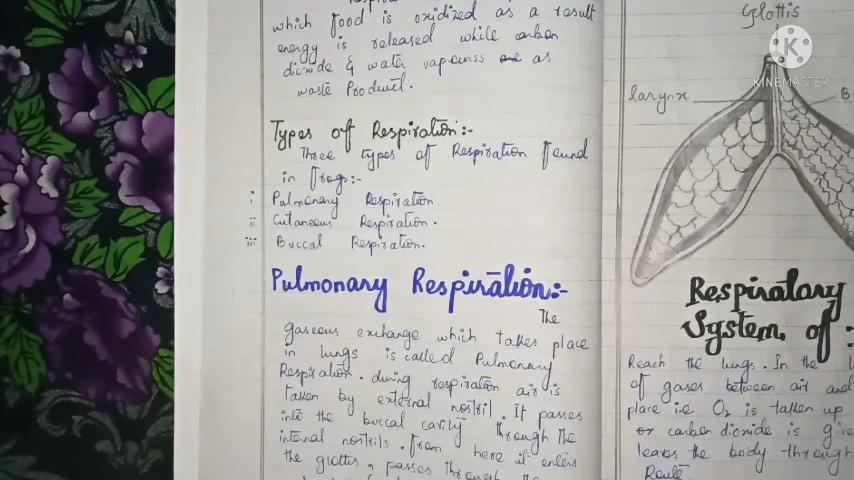 which food is oxidized as a result
energy is released while carbon
dioxide & water vapourss as
waste Product.
Types of Respiration:-
Three types of Respiration found
in frog:-
i Pulmonary Respiration.
ii Cutaneous Respiration.
iii Buccal Respiration.
Pulmonary Respiration:-
The
gaseous exchange which takes place
in lungs is called Pulmonary
Respiration. during respiration air is
taken by external nostril. It passes
into the buccal cavity through the
internal nostrils. from here it enters
the glottis, passes through the
Glottis
larynx
B
Respiratory
System of :
Reach the lungs. In the
of gases between air and
place i.e O₂ is taken up
or carbon dioxide is give
leaves the body through
Route
K
KINEMASTER